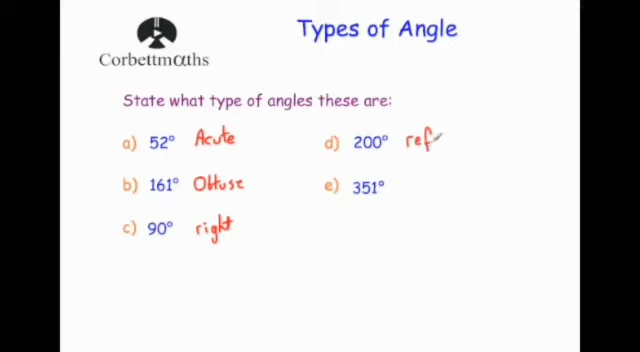 Types of Angle
Corbettmαths
State what type of angles these are:
a) 52° Acute
b) 161° Obtuse
c) 90° right
d) 200° ref
e) 351°